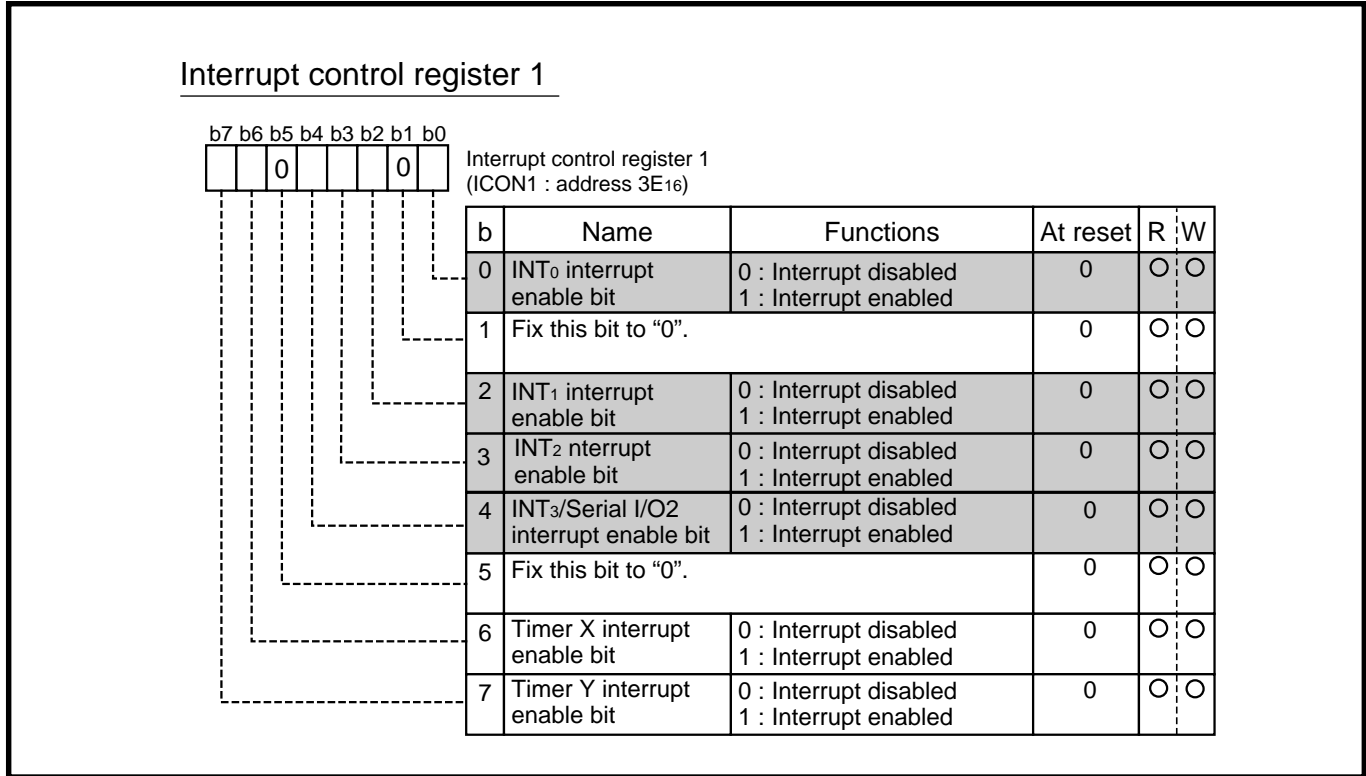 Interrupt control register 1
b7 b6 b5 b4 b3 b2 b1 b0
0 0
Interrupt control register 1
(ICON1 : address 3E16)
b Name Functions At reset R W
0 INT0 interrupt enable bit 0 : Interrupt disabled 0 O O
1 : Interrupt enabled
1 Fix this bit to “0”. 0 O O
2 INT1 interrupt enable bit 0 : Interrupt disabled 0 O O
1 : Interrupt enabled
3 INT2 nterrupt enable bit 0 : Interrupt disabled 0 O O
1 : Interrupt enabled
4 INT3/Serial I/O2 interrupt enable bit 0 : Interrupt disabled 0 O O
1 : Interrupt enabled
5 Fix this bit to “0”. 0 O O
6 Timer X interrupt enable bit 0 : Interrupt disabled 0 O O
1 : Interrupt enabled
7 Timer Y interrupt enable bit 0 : Interrupt disabled 0 O O
1 : Interrupt enabled